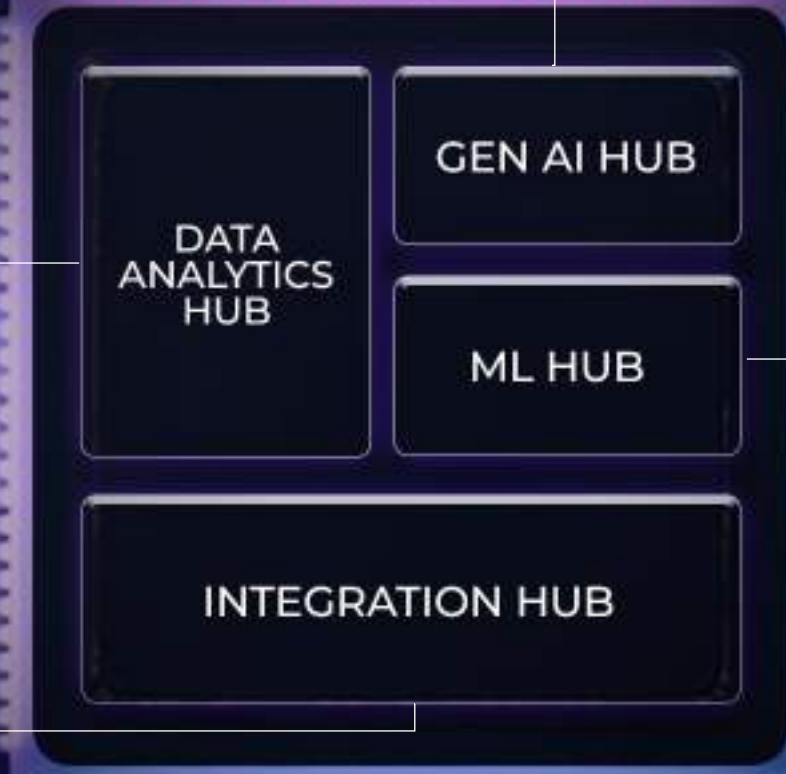 DATA
ANALYTICS
HUB
GEN AI HUB
ML HUB
INTEGRATION HUB